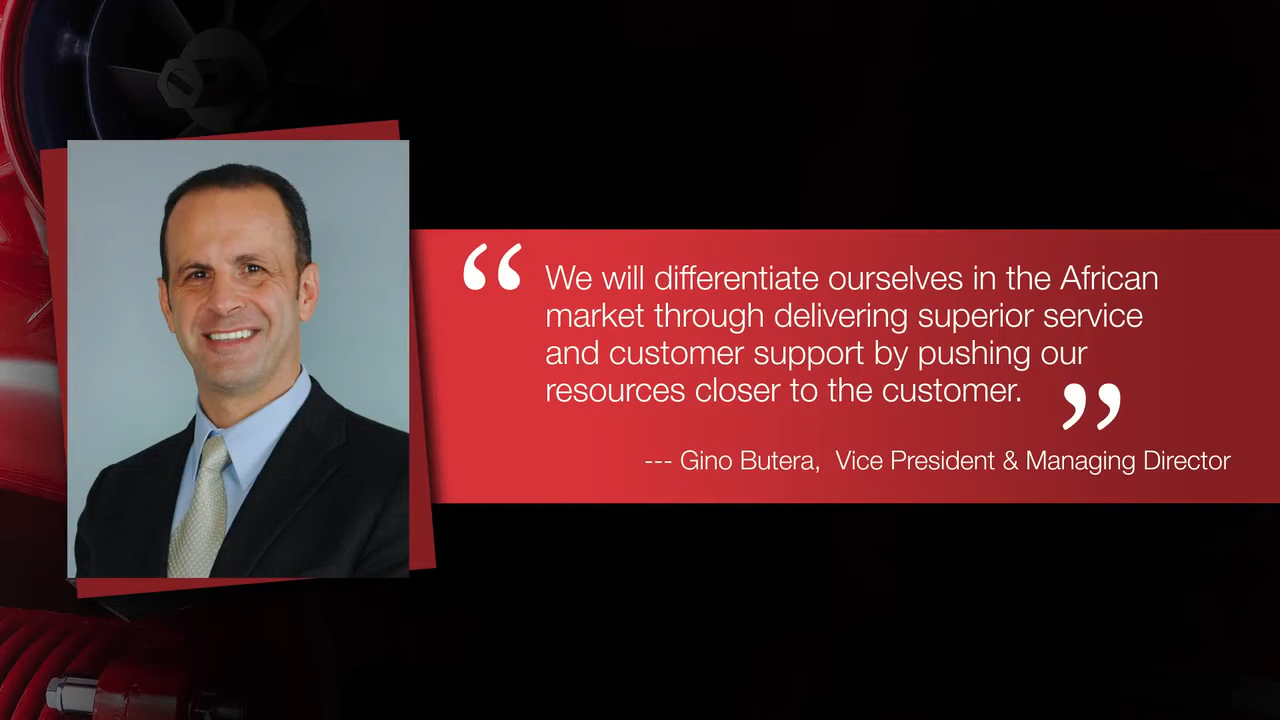 “ We will differentiate ourselves in the African
market through delivering superior service
and customer support by pushing our
resources closer to the customer. ”
--- Gino Butera,  Vice President & Managing Director